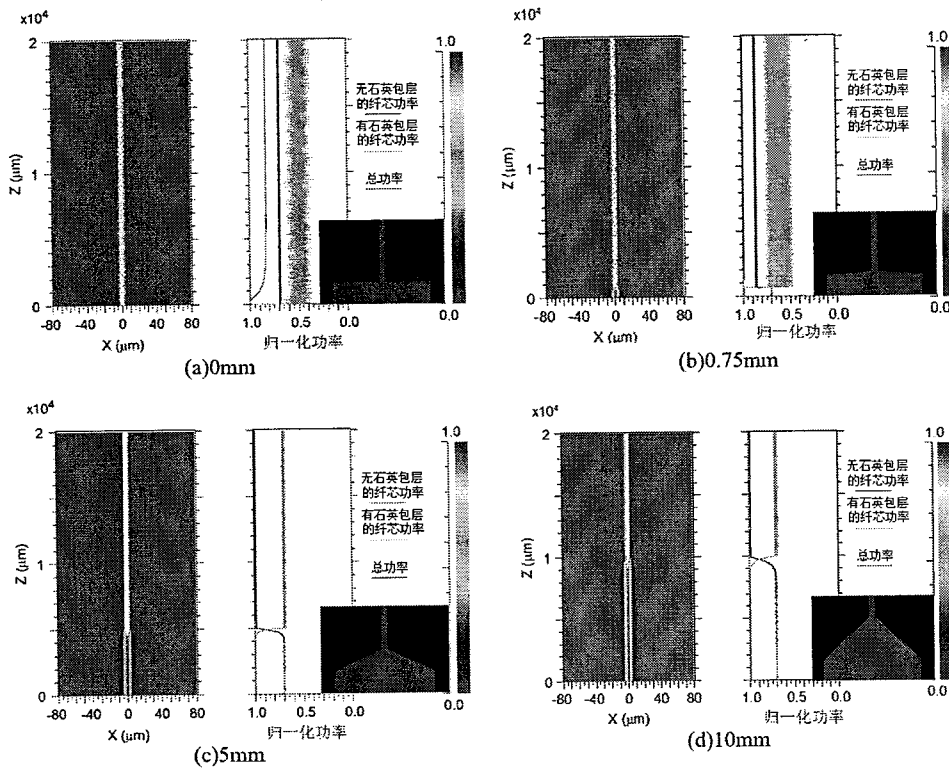 x10⁴
2
1
0
Z (μm)
-80 -40 0 40 80
X (μm)
1.0 0.5 0.0
归一化功率
无石英包层
的纤芯功率
有石英包层
的纤芯功率
总功率
1.0
0.0
(a)0mm
x10⁴
2
1
0
Z (μm)
-80 -40 0 40 80
X (μm)
1.0 0.5 0.0
归一化功率
无石英包层
的纤芯功率
有石英包层
的纤芯功率
总功率
1.0
0.0
(b)0.75mm
x10⁴
2
1
0
Z (μm)
-80 -40 0 40 80
X (μm)
1.0 0.5 0.0
归一化功率
无石英包层
的纤芯功率
有石英包层
的纤芯功率
总功率
1.0
0.0
(c)5mm
x10⁴
2
1
0
Z (μm)
-80 -40 0 40 80
X (μm)
1.0 0.5 0.0
归一化功率
无石英包层
的纤芯功率
有石英包层
的纤芯功率
总功率
1.0
0.0
(d)10mm